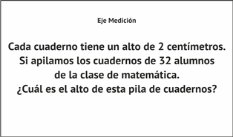 Eje Medición
Cada cuaderno tiene un alto de 2 centímetros.
Si apilamos los cuadernos de 32 alumnos
de la clase de matemática.
¿Cuál es el alto de esta pila de cuadernos?